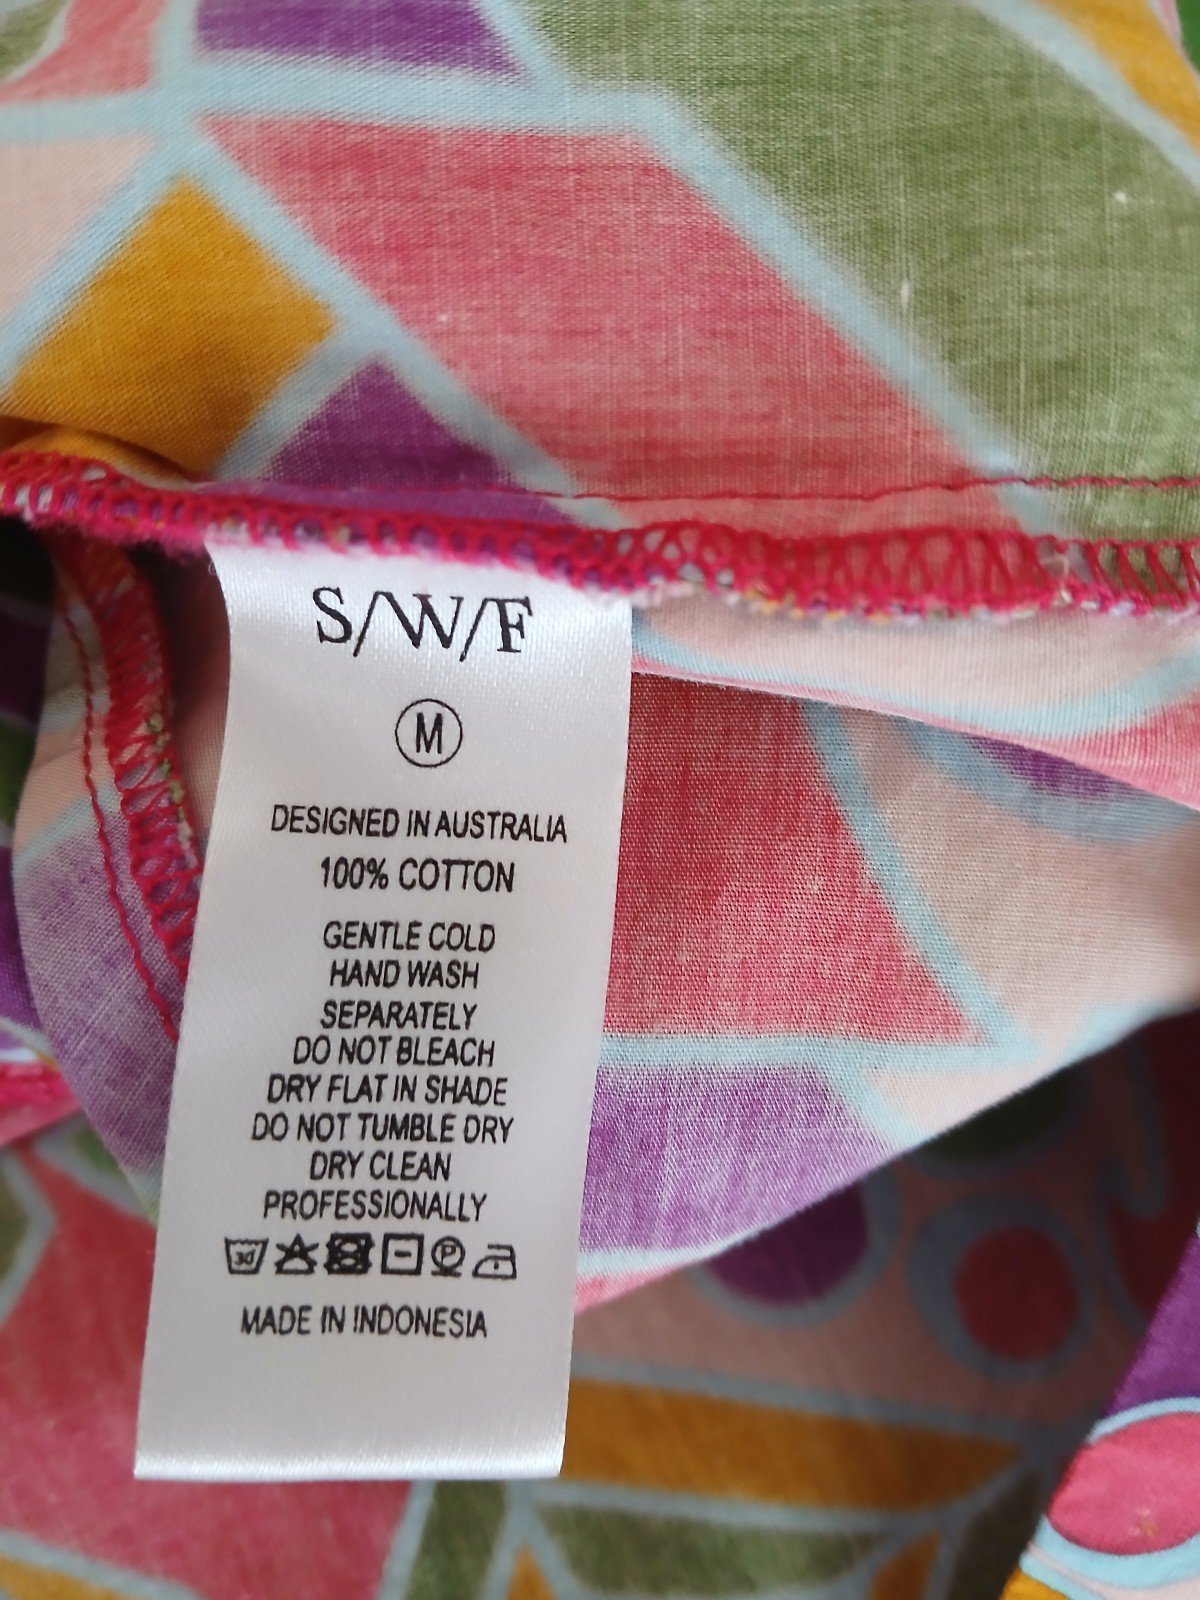 S/W/F
M
DESIGNED IN AUSTRALIA
100% COTTON
GENTLE COLD
HAND WASH
SEPARATELY
DO NOT BLEACH
DRY FLAT IN SHADE
DO NOT TUMBLE DRY
DRY CLEAN
PROFESSIONALLY
30 P
MADE IN INDONESIA